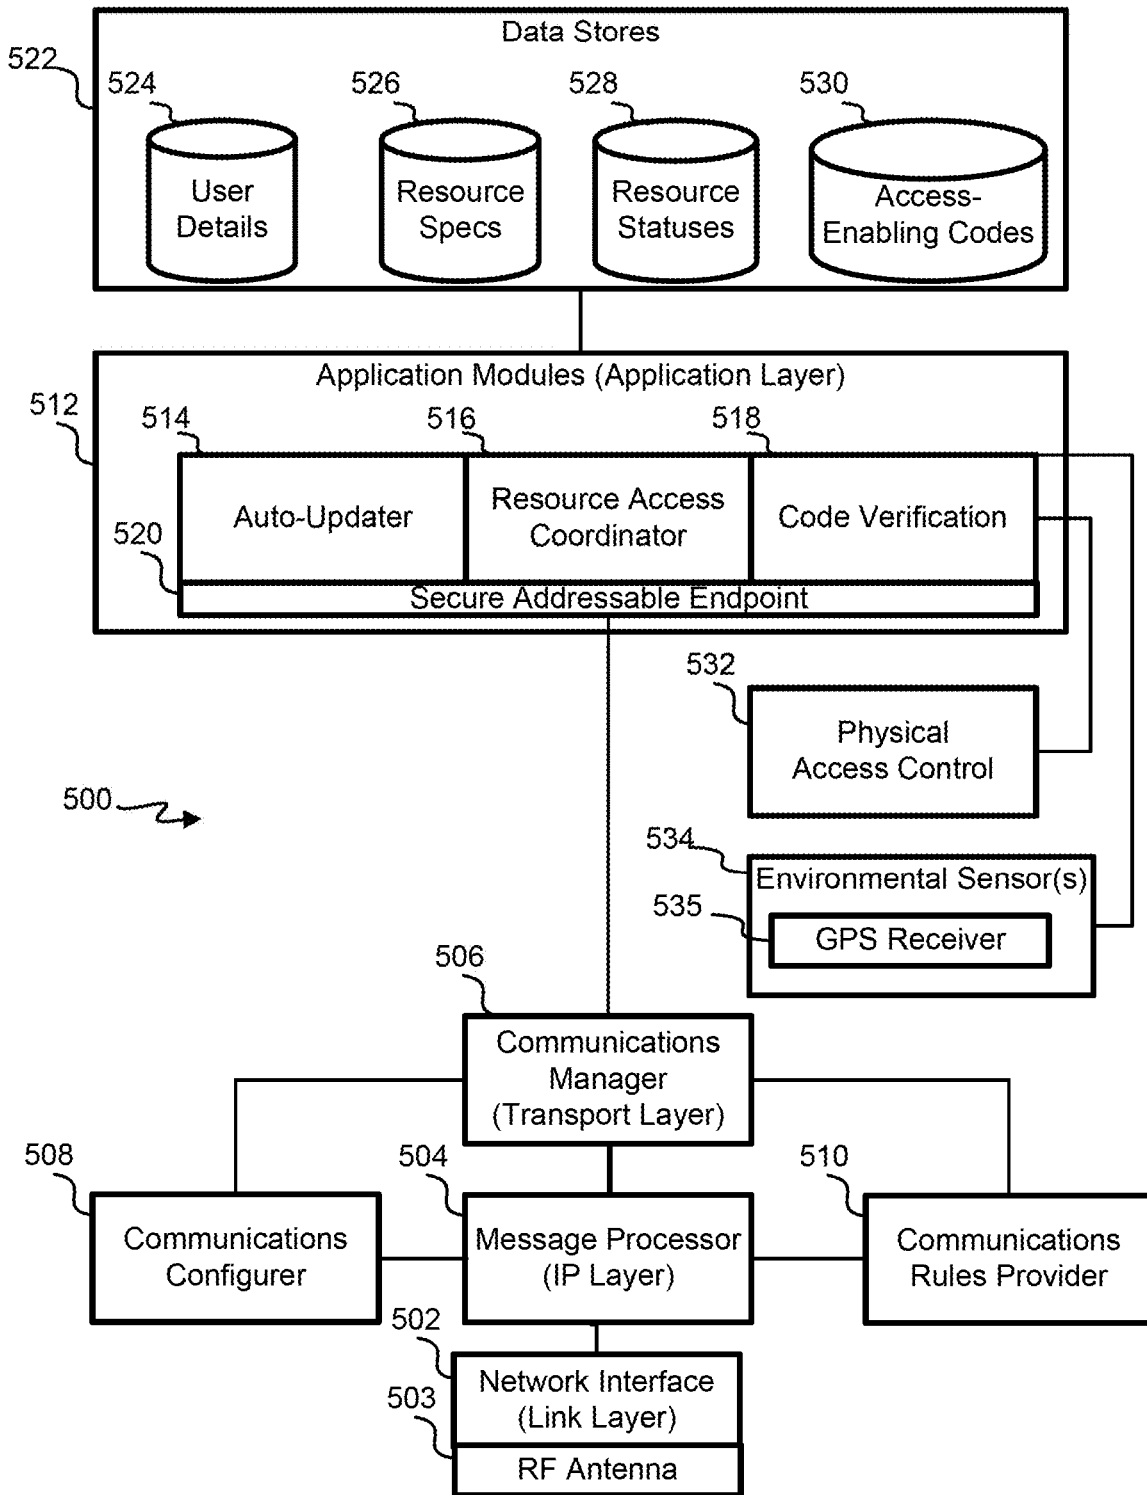 Data Stores
522
524
526
528
530
User
Details
Resource
Specs
Resource
Statuses
Access-
Enabling Codes
Application Modules (Application Layer)
512
514
516
518
Auto-Updater
Resource Access
Coordinator
Code Verification
520
Secure Addressable Endpoint
532
Physical
Access Control
500
534
Environmental Sensor(s)
535
GPS Receiver
506
Communications
Manager
(Transport Layer)
508
504
510
Communications
Configurer
Message Processor
(IP Layer)
Communications
Rules Provider
502
Network Interface
(Link Layer)
503
RF Antenna